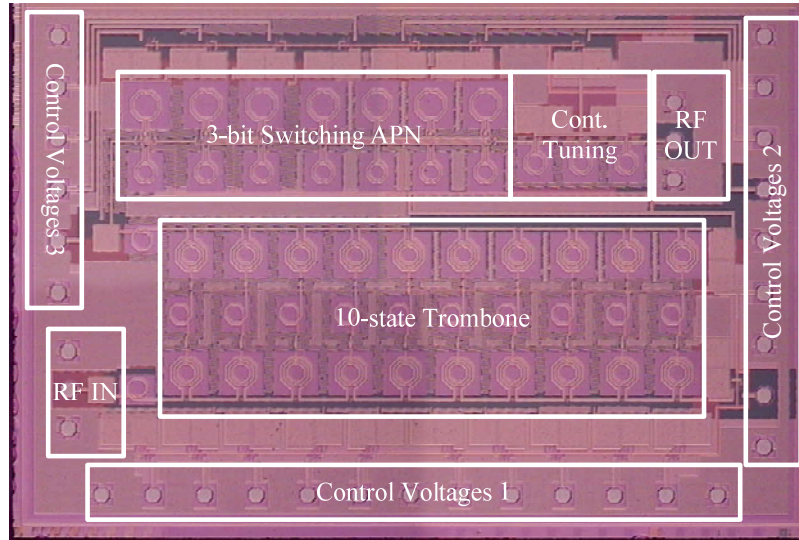 Control Voltages 3
3-bit Switching APN
Cont.
Tuning
RF
OUT
Control Voltages 2
10-state Trombone
RF IN
Control Voltages 1